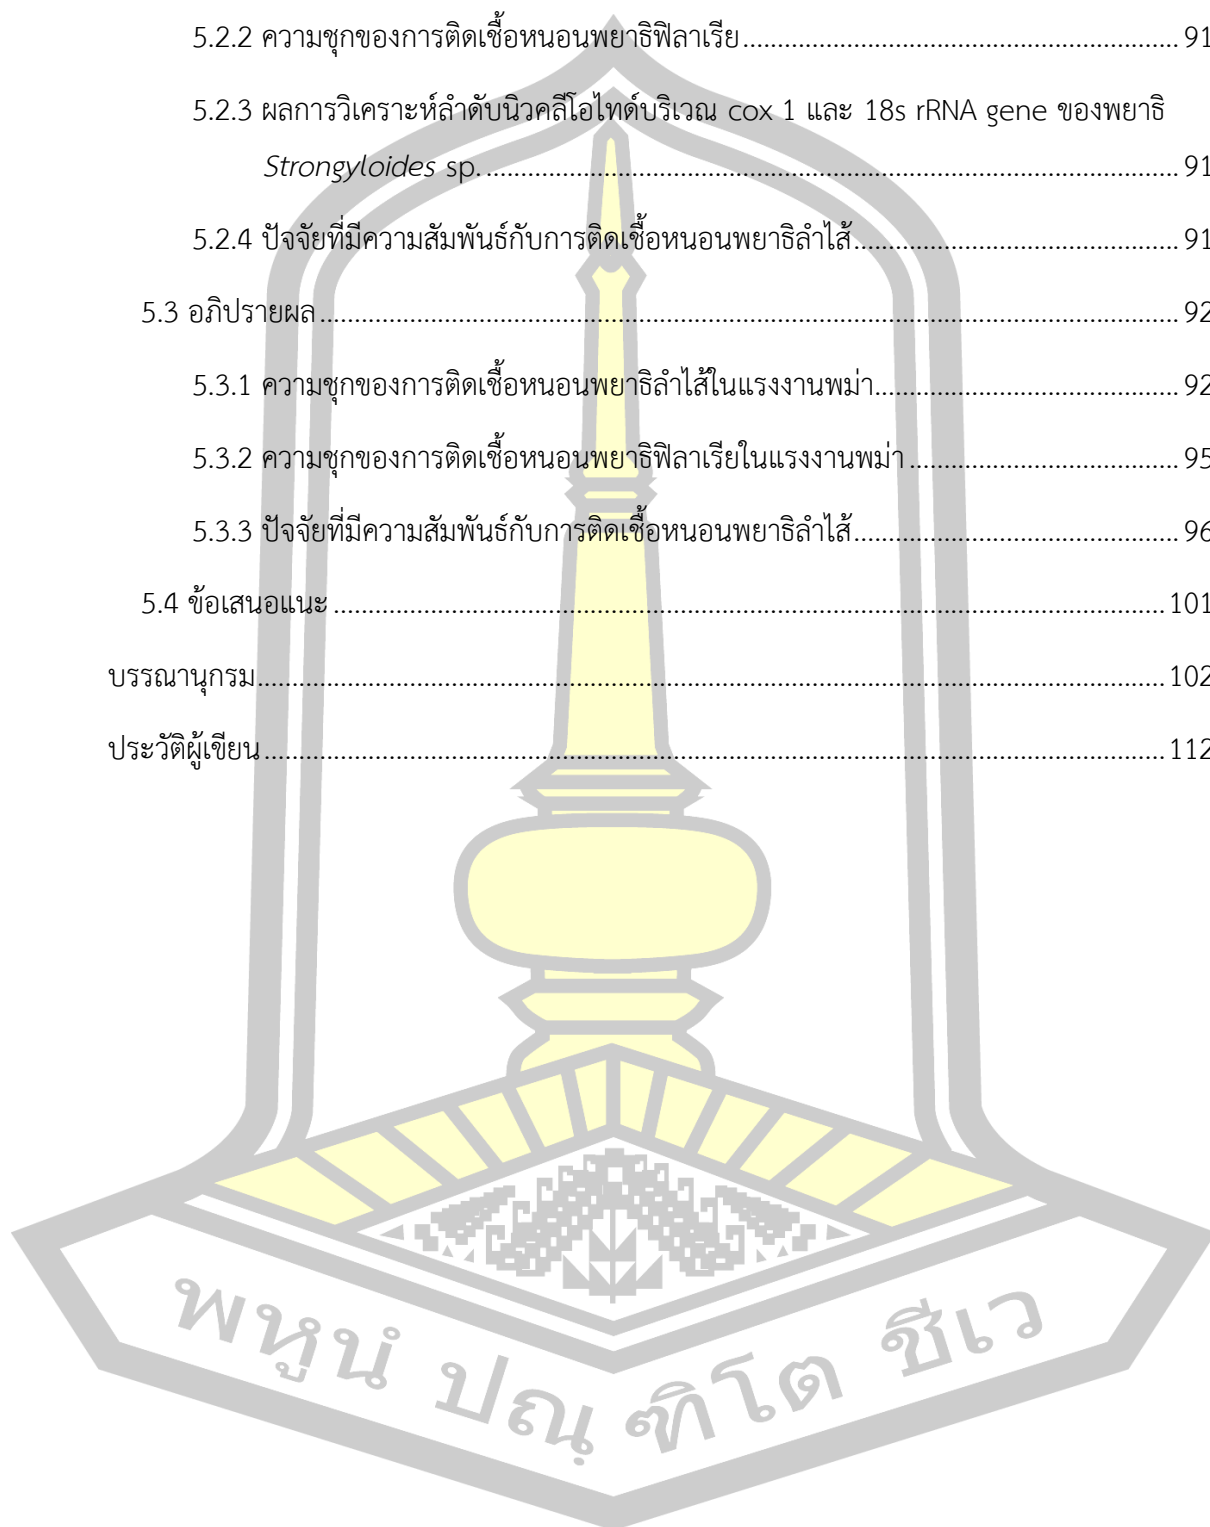 5.2.2 ความชุกของการติดเชื้อหนอนพยาธิฟิลาเรีย 91
5.2.3 ผลการวิเคราะห์ลำดับนิวคลีโอไทด์บริเวณ cox 1 และ 18s rRNA gene ของพยาธิ
Strongyloides sp. 91
5.2.4 ปัจจัยที่มีความสัมพันธ์กับการติดเชื้อหนอนพยาธิลำไส้ 91
5.3 อภิปรายผล 92
5.3.1 ความชุกของการติดเชื้อหนอนพยาธิลำไส้ในแรงงานพม่า 92
5.3.2 ความชุกของการติดเชื้อหนอนพยาธิฟิลาเรียในแรงงานพม่า 95
5.3.3 ปัจจัยที่มีความสัมพันธ์กับการติดเชื้อหนอนพยาธิลำไส้ 96
5.4 ข้อเสนอแนะ 101
บรรณานุกรม 102
ประวัติผู้เขียน 112
พหูนํ ปณฺฑิโต ชีเว